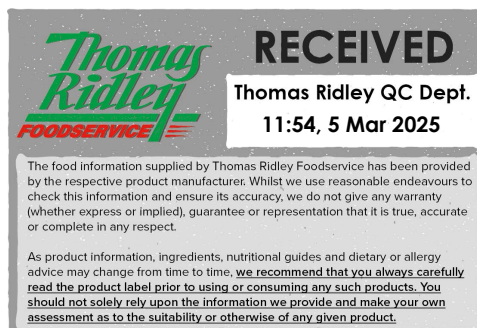 Thomas
Ridley
FOODSERVICE
RECEIVED
Thomas Ridley QC Dept.
11:54, 5 Mar 2025
The food information supplied by Thomas Ridley Foodservice has been provided
by the respective product manufacturer. Whilst we use reasonable endeavours to
check this information and ensure its accuracy, we do not give any warranty
(whether express or implied), guarantee or representation that it is true, accurate
or complete in any respect.
As product information, ingredients, nutritional guides and dietary or allergy
advice may change from time to time, we recommend that you always carefully
read the product label prior to using or consuming any such products. You
should not solely rely upon the information we provide and make your own
assessment as to the suitability or otherwise of any given product.